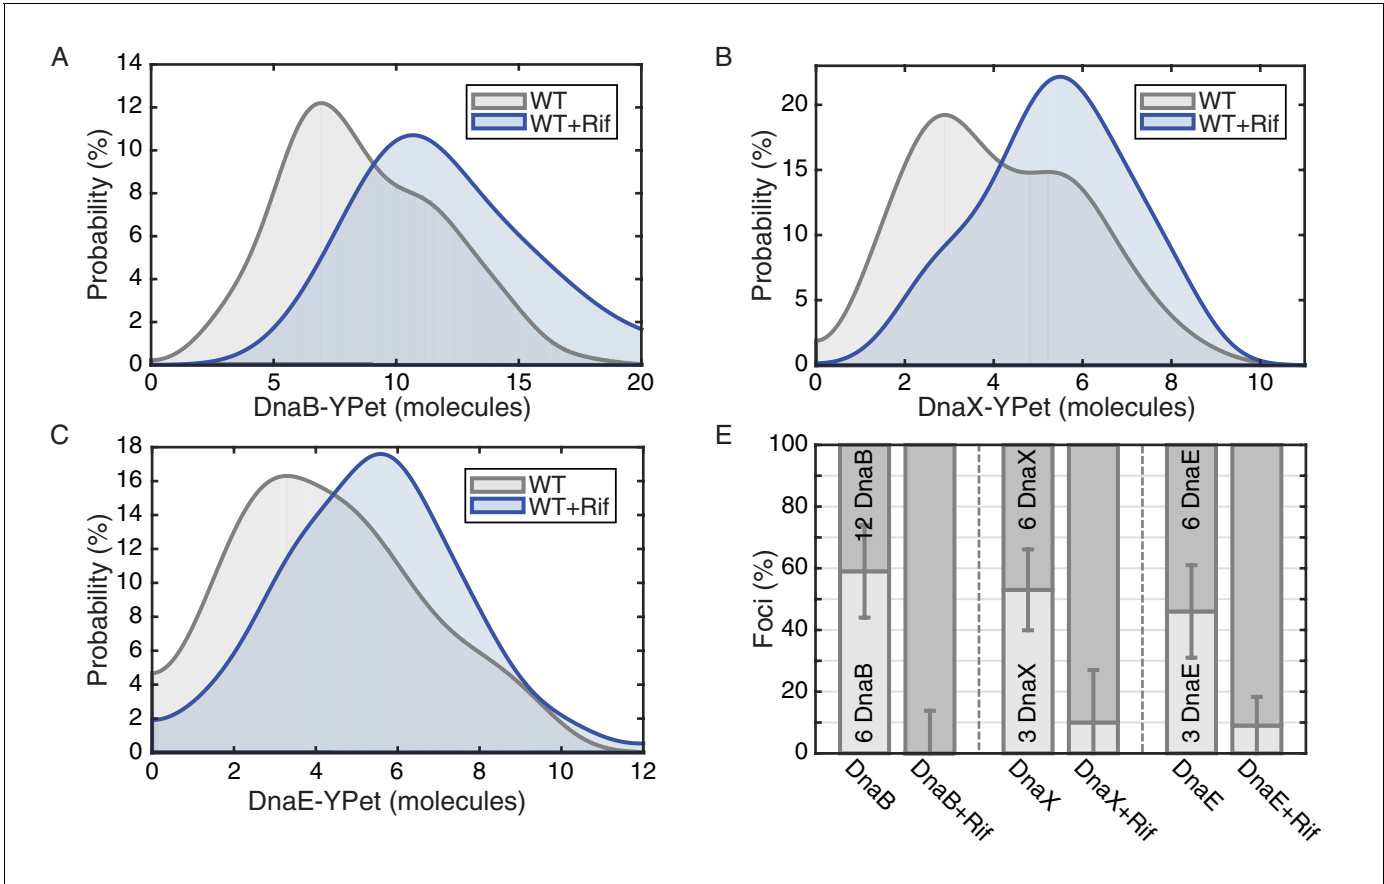 A
14
12
10
8
6
4
2
0
Probability (%)
WT
WT+Rif
0 5 10 15 20
DnaB-YPet (molecules)
B
20
15
10
5
0
Probability (%)
WT
WT+Rif
0 2 4 6 8 10
DnaX-YPet (molecules)
C
18
16
14
12
10
8
6
4
2
0
Probability (%)
WT
WT+Rif
0 2 4 6 8 10 12
DnaE-YPet (molecules)
E
100
80
60
40
20
0
Foci (%)
12 DnaB
6 DnaB
6 DnaX
3 DnaX
6 DnaE
3 DnaE
DnaB
DnaB+Rif
DnaX
DnaX+Rif
DnaE
DnaE+Rif